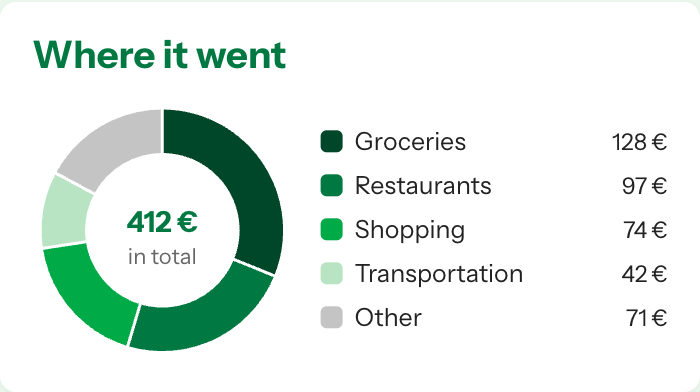 Where it went
412 €
in total
Groceries 128 €
Restaurants 97 €
Shopping 74 €
Transportation 42 €
Other 71 €